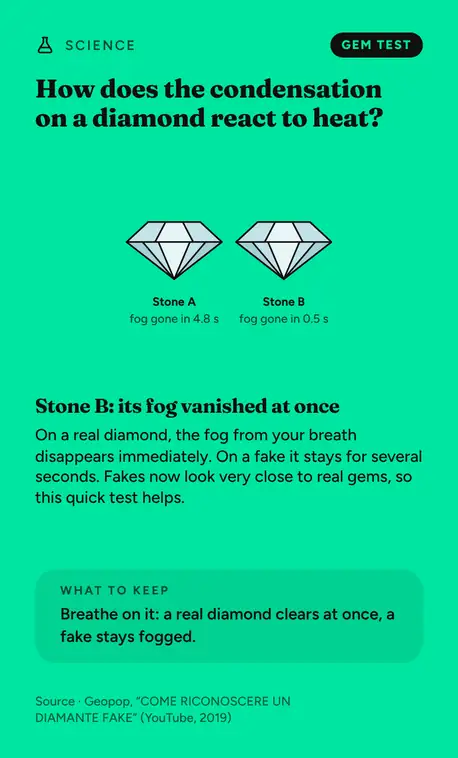 SCIENCE
GEM TEST
How does the condensation
on a diamond react to heat?
Stone A
fog gone in 4.8 s
Stone B
fog gone in 0.5 s
Stone B: its fog vanished at once
On a real diamond, the fog from your breath
disappears immediately. On a fake it stays for several
seconds. Fakes now look very close to real gems, so
this quick test helps.
WHAT TO KEEP
Breathe on it: a real diamond clears at once, a
fake stays fogged.
Source · Geopop, “COME RICONOSCERE UN
DIAMANTE FAKE” (YouTube, 2019)